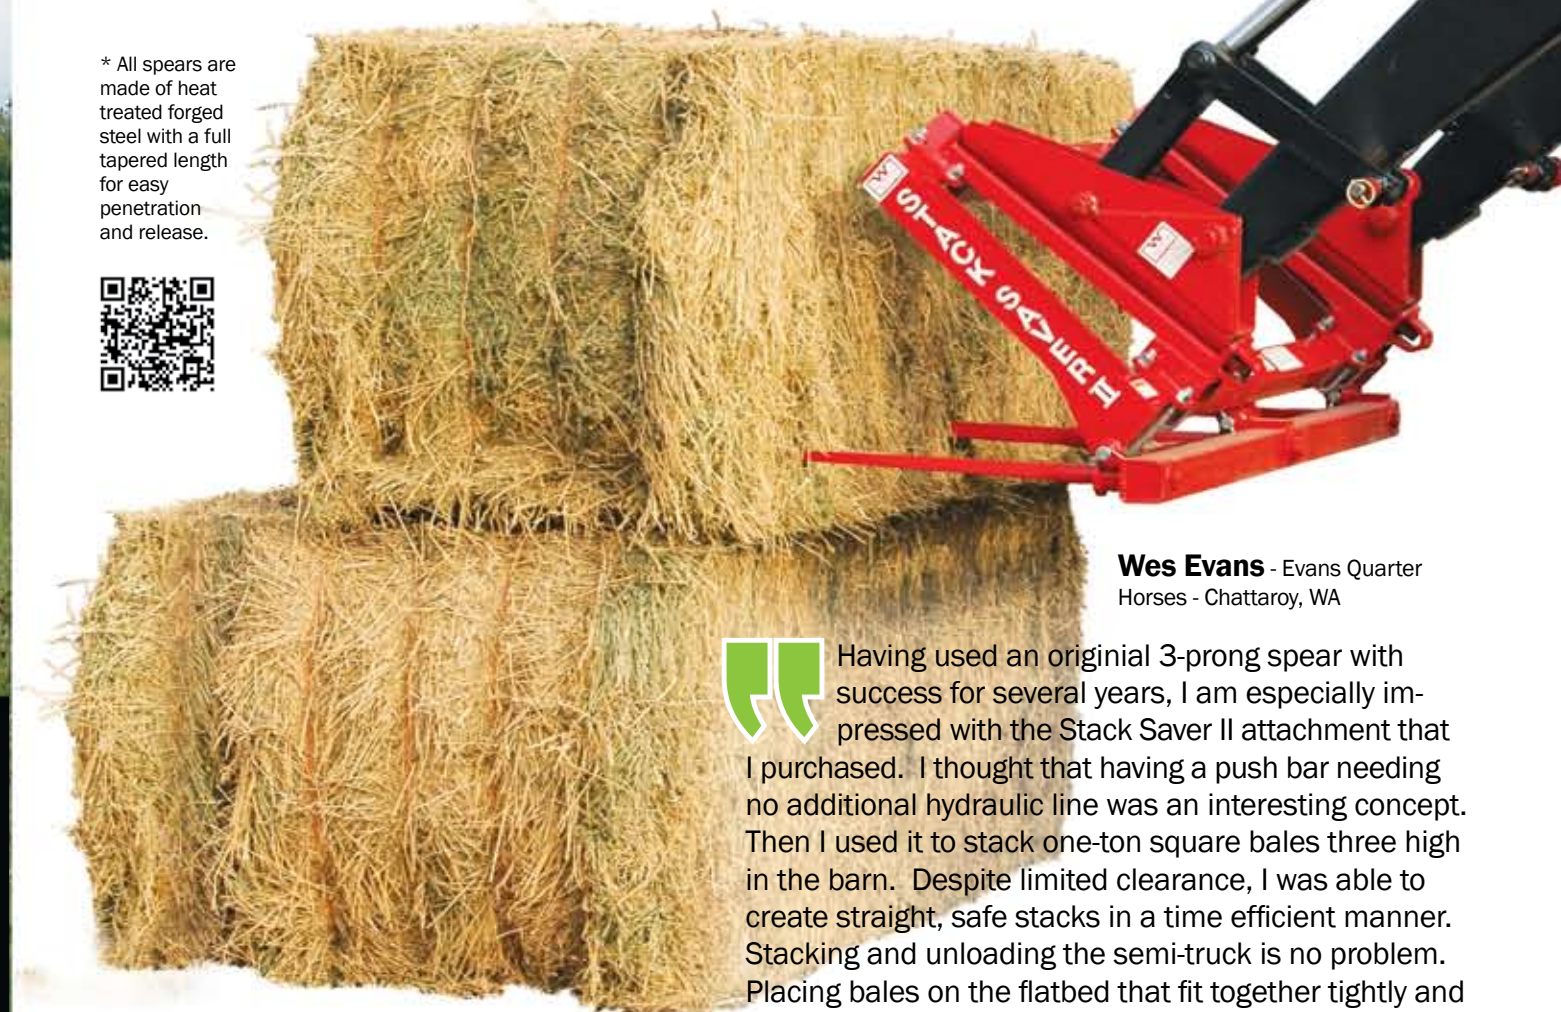 * All spears are
made of heat
treated forged
steel with a full
tapered length
for easy
penetration
and release.
W
STACK SAVER II
W
Wes Evans - Evans Quarter
Horses - Chattaroy, WA
Having used an originial 3-prong spear with
success for several years, I am especially im-
pressed with the Stack Saver II attachment that
I purchased.  I thought that having a push bar needing
no additional hydraulic line was an interesting concept.
Then I used it to stack one-ton square bales three high
in the barn.  Despite limited clearance, I was able to
create straight, safe stacks in a time efficient manner.
Stacking and unloading the semi-truck is no problem.
Placing bales on the flatbed that fit together tightly and